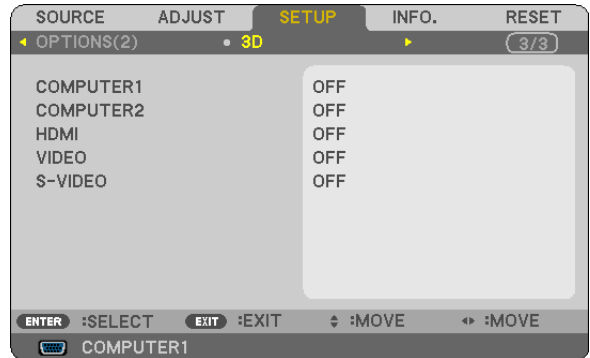 SOURCE ADJUST SETUP INFO. RESET
OPTIONS(2) 3D 3/3
COMPUTER1 OFF
COMPUTER2 OFF
HDMI OFF
VIDEO OFF
S-VIDEO OFF
ENTER :SELECT EXIT :EXIT :MOVE :MOVE
COMPUTER1